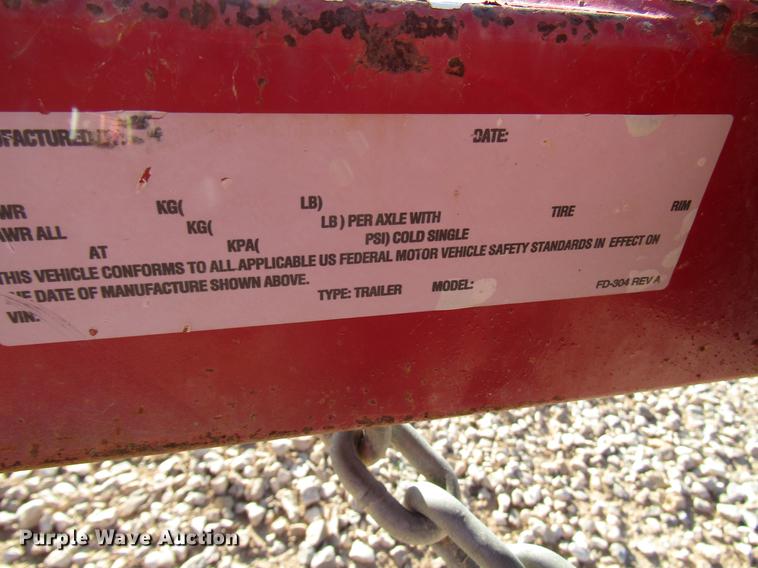 UFACTURED DATE:
WR KG( LB)
AWR ALL KG( LB ) PER AXLE WITH TIRE RIM
AT KPA( PSI) COLD SINGLE
THIS VEHICLE CONFORMS TO ALL APPLICABLE US FEDERAL MOTOR VEHICLE SAFETY STANDARDS IN EFFECT ON
DATE OF MANUFACTURE SHOWN ABOVE.
VIN: TYPE: TRAILER MODEL: FD-304 REV A
Purple Wave Auction